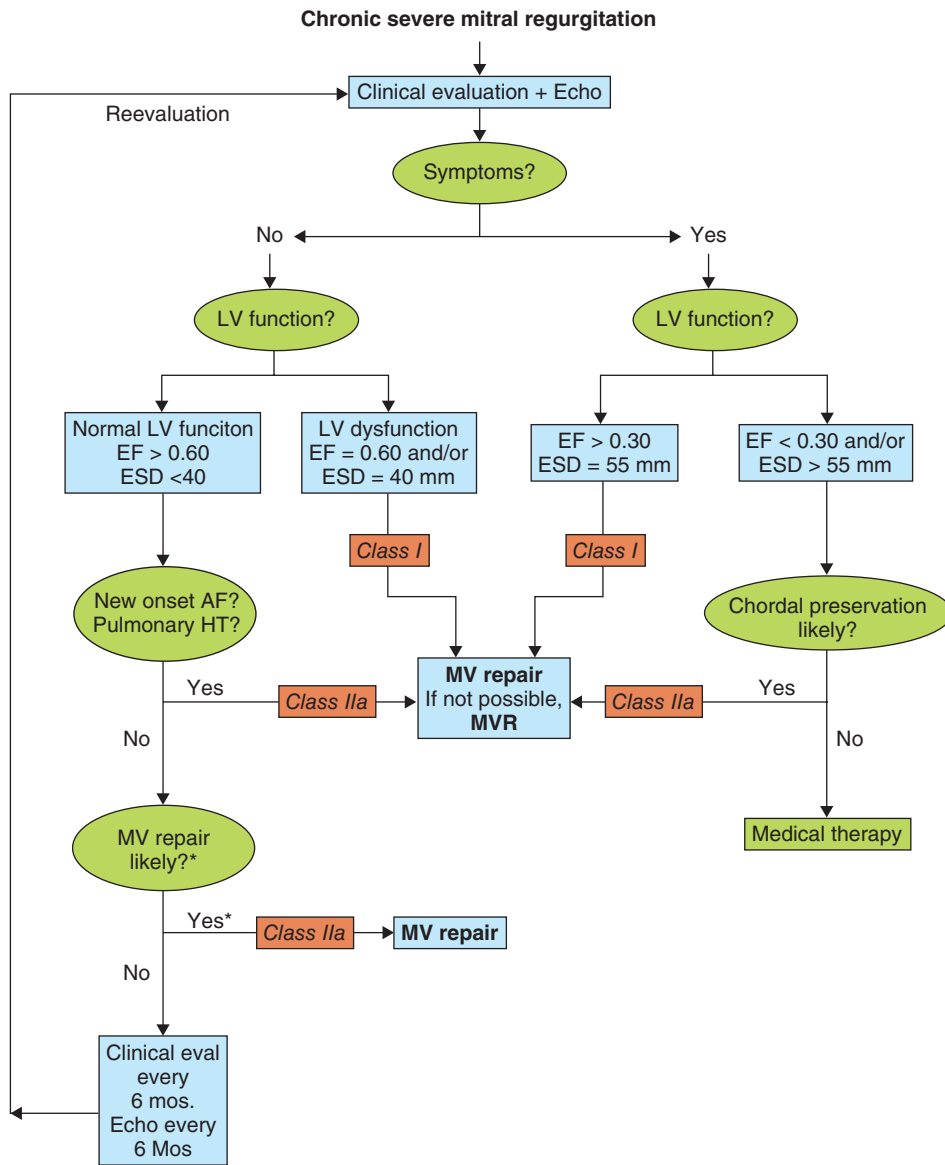 Chronic severe mitral regurgitation
Clinical evaluation + Echo
Reevaluation
Symptoms?
No
Yes
LV function?
LV function?
Normal LV funciton
EF > 0.60
ESD <40
LV dysfunction
EF = 0.60 and/or
ESD = 40 mm
EF > 0.30
ESD = 55 mm
EF < 0.30 and/or
ESD > 55 mm
Class I
Class I
New onset AF?
Pulmonary HT?
Chordal preservation
likely?
MV repair
If not possible,
MVR
Yes
Class IIa
Class IIa
Yes
No
No
MV repair
likely?*
Medical therapy
Yes*
Class IIa
MV repair
No
Clinical eval
every
6 mos.
Echo every
6 Mos